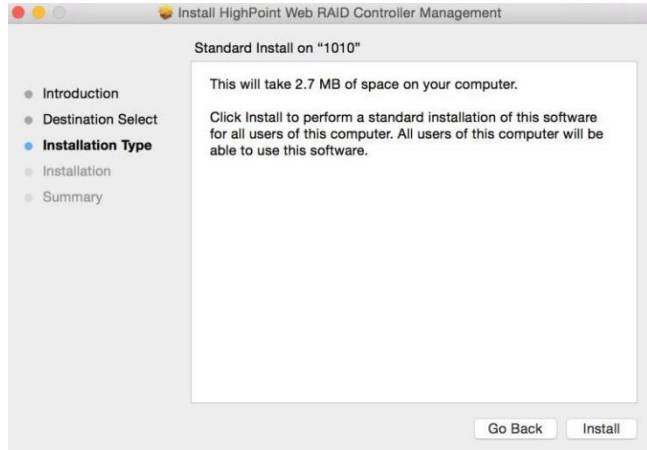 Install HighPoint Web RAID Controller Management
Standard Install on “1010”
Introduction
Destination Select
Installation Type
Installation
Summary
This will take 2.7 MB of space on your computer.
Click Install to perform a standard installation of this software
for all users of this computer. All users of this computer will be
able to use this software.
Go Back
Install